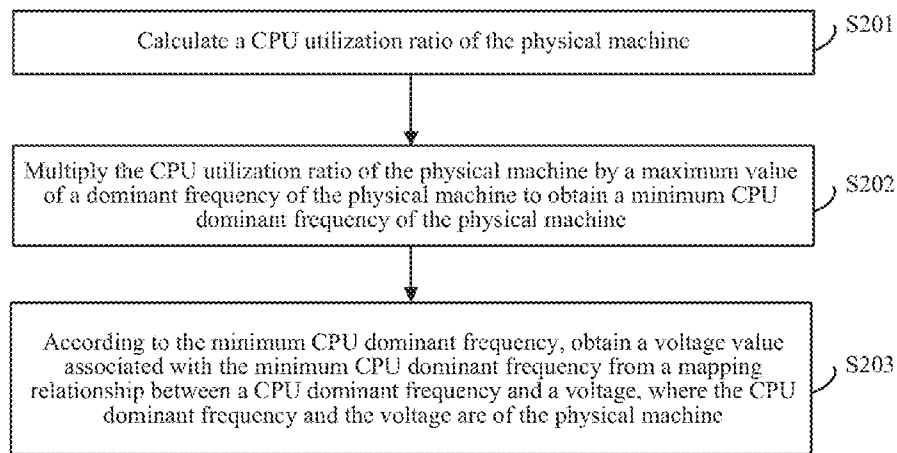 Calculate a CPU utilization ratio of the physical machine
S201
Multiply the CPU utilization ratio of the physical machine by a maximum value
of a dominant frequency of the physical machine to obtain a minimum CPU
dominant frequency of the physical machine
S202
According to the minimum CPU dominant frequency, obtain a voltage value
associated with the minimum CPU dominant frequency from a mapping
relationship between a CPU dominant frequency and a voltage, where the CPU
dominant frequency and the voltage are of the physical machine
S203